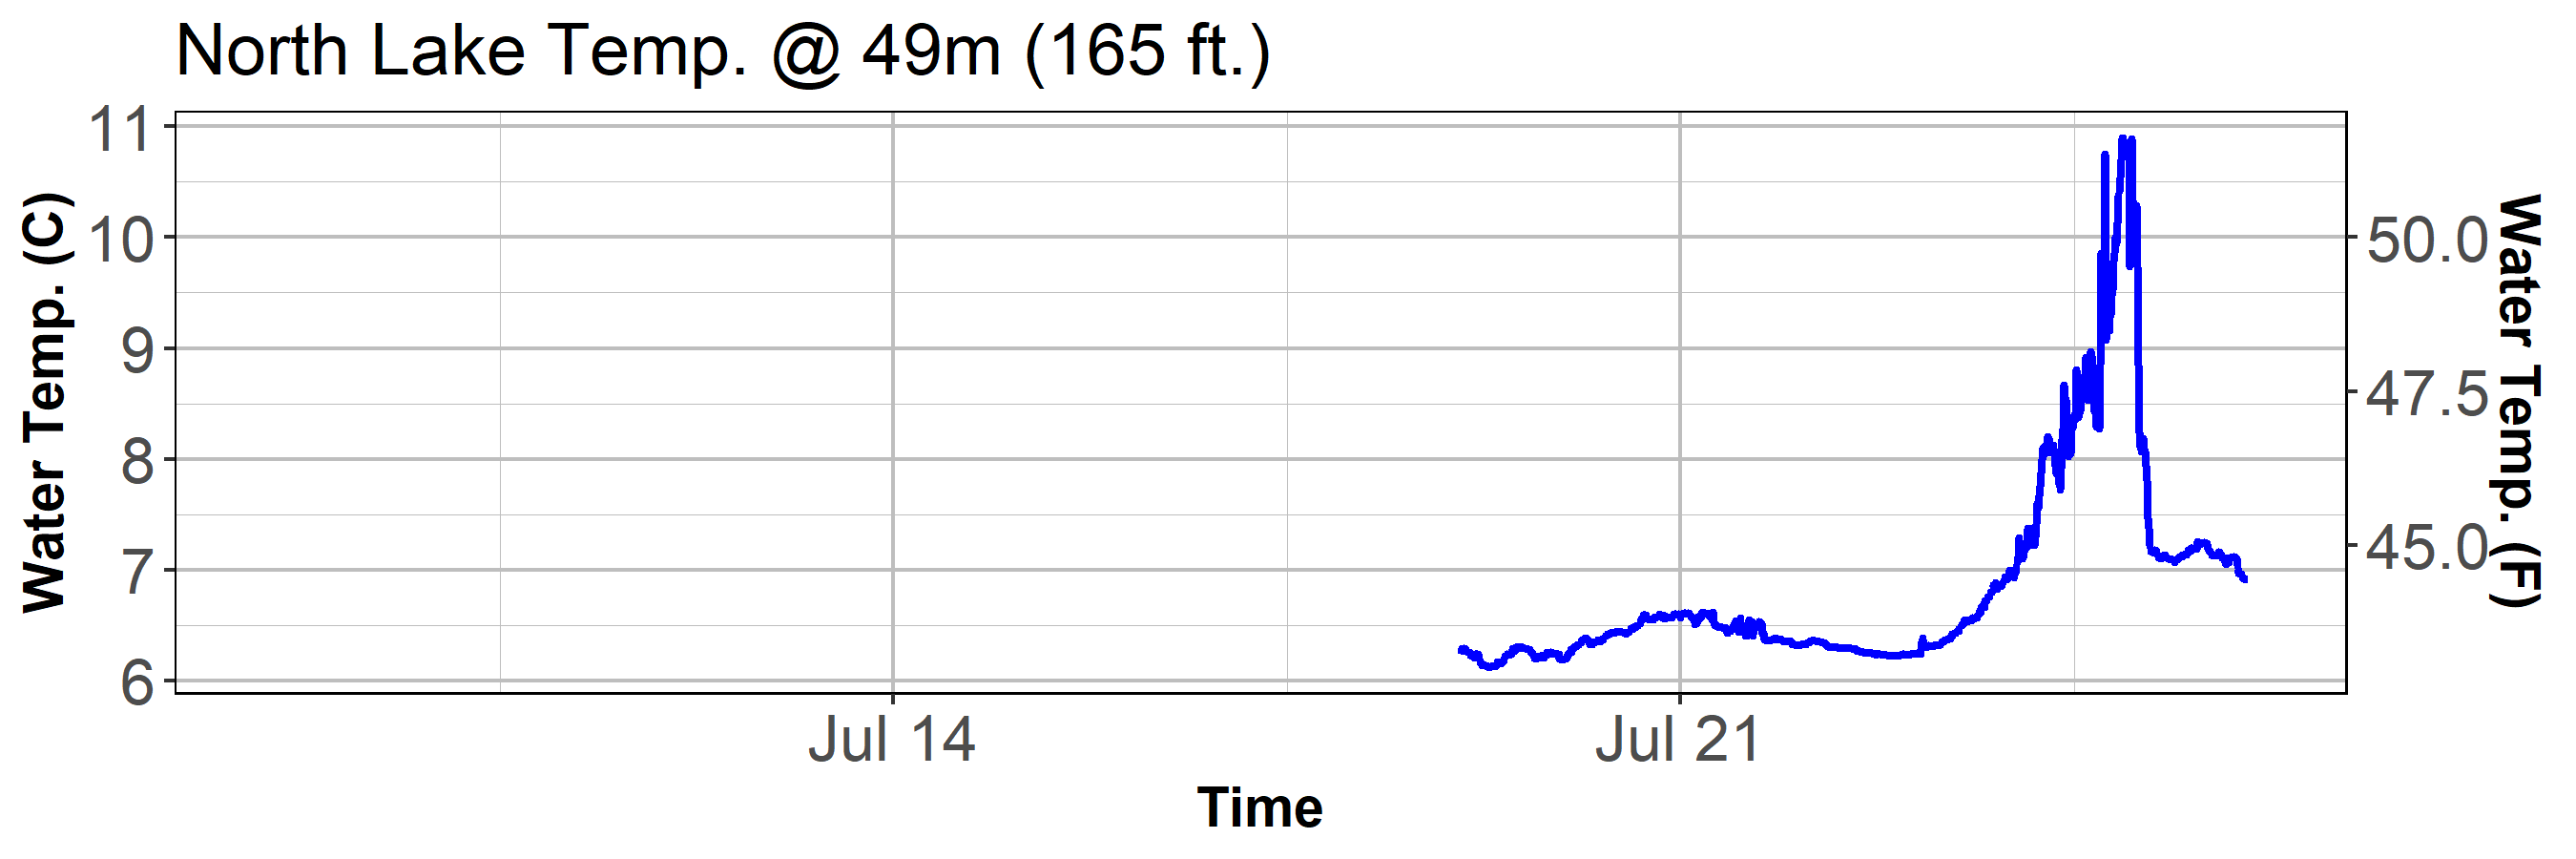 North Lake Temp. @ 49m (165 ft.)
Water Temp. (C)
11
10
9
8
7
6
50.0
47.5
45.0
Water Temp. (F)
Jul 14
Jul 21
Time